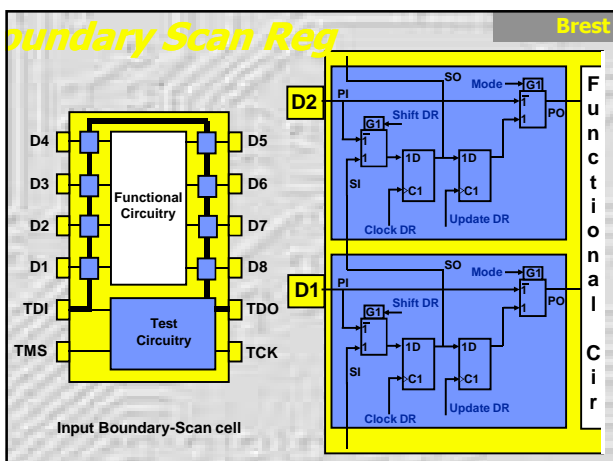 oundary Scan Reg
Brest
D4
D3
D2
D1
TDI
TMS
Functional
Circuitry
Test
Circuitry
D5
D6
D7
D8
TDO
TCK
Input Boundary-Scan cell
D2
PI
SO
Mode
G1
G1
Shift DR
1
1
1
1
PO
1D
1D
SI
C1
C1
Update DR
Clock DR
D1
PI
SO
Mode
G1
G1
Shift DR
1
1
1
1
PO
1D
1D
SI
C1
C1
Update DR
Clock DR
Functional Cir